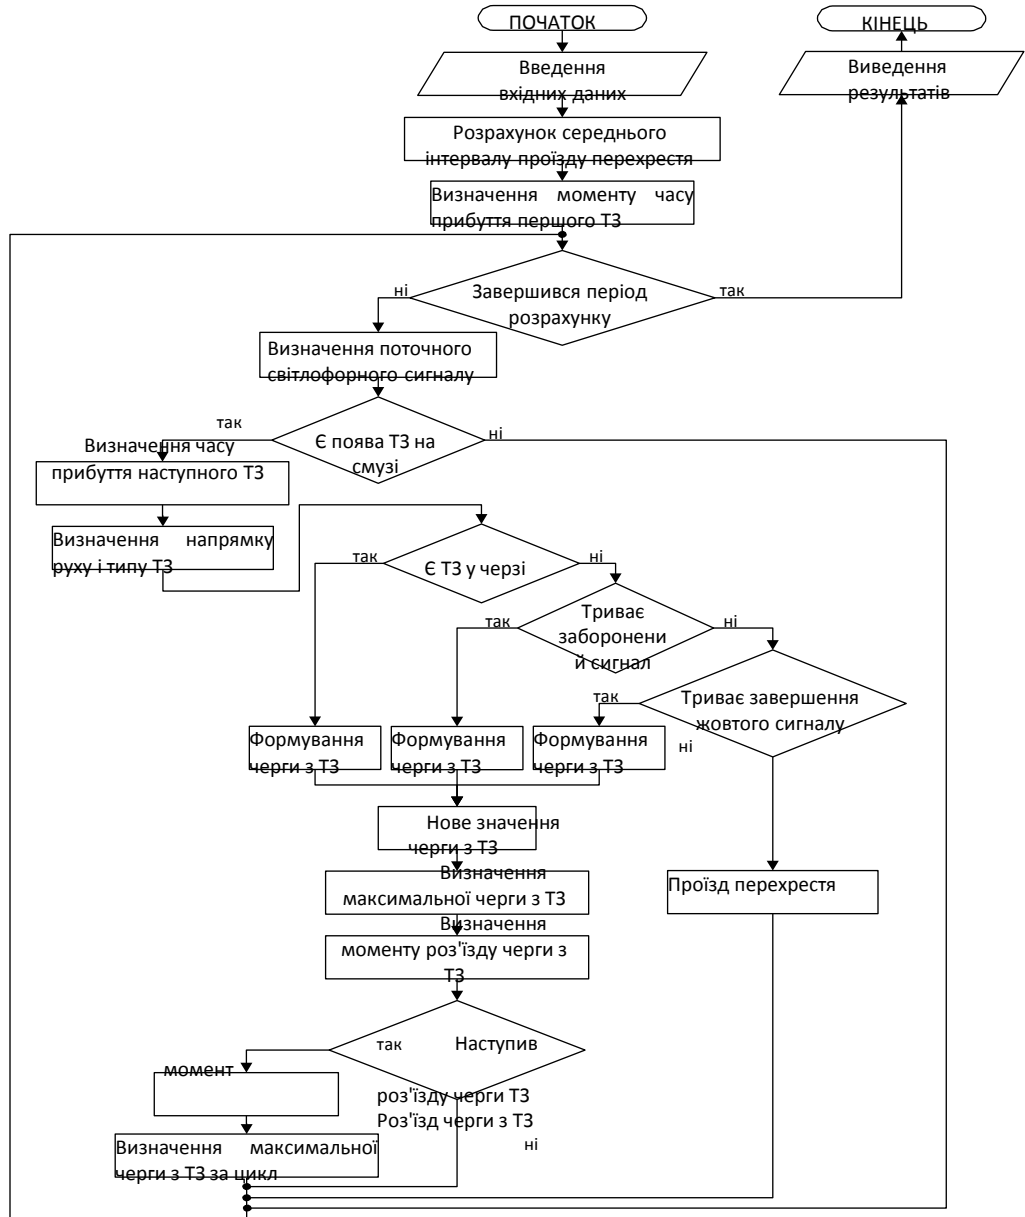 ПОЧАТОК
КІНЕЦЬ
Введення
вхідних даних
Виведення
результатів
Розрахунок середнього
інтервалу проїзду перехрестя
Визначення моменту часу
прибуття першого ТЗ
ні
Завершився період
розрахунку
так
Визначення поточного
світлофорного сигналу
так
Є поява ТЗ на
смузі
ні
Визначення часу
прибуття наступного ТЗ
Визначення напрямку
руху і типу ТЗ
так
Є ТЗ у черзі
ні
так
Триває
заборонени
й сигнал
ні
так
Триває завершення
жовтого сигналу
ні
Формування
черги з ТЗ
Формування
черги з ТЗ
Формування
черги з ТЗ
Нове значення
черги з ТЗ
Визначення
максимальної черги з ТЗ
Проїзд перехрестя
Визначення
моменту роз'їзду черги з
ТЗ
так Наступив
момент
роз'їзду черги ТЗ
Роз'їзд черги з ТЗ
ні
Визначення максимальної
черги з ТЗ за цикл